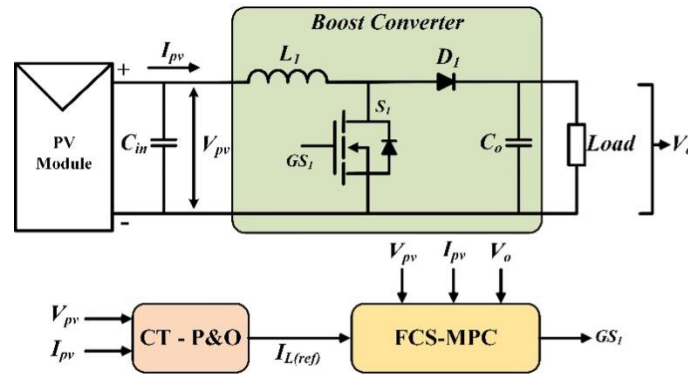 Boost Converter
I_pv
L_1
D_1
+
PV
Module
C_in
V_pv
S_1
GS_1
C_o
Load
-
V_pv
I_pv
V_o
V_pv
I_pv
CT - P&O
I_L(ref)
FCS-MPC
GS_1